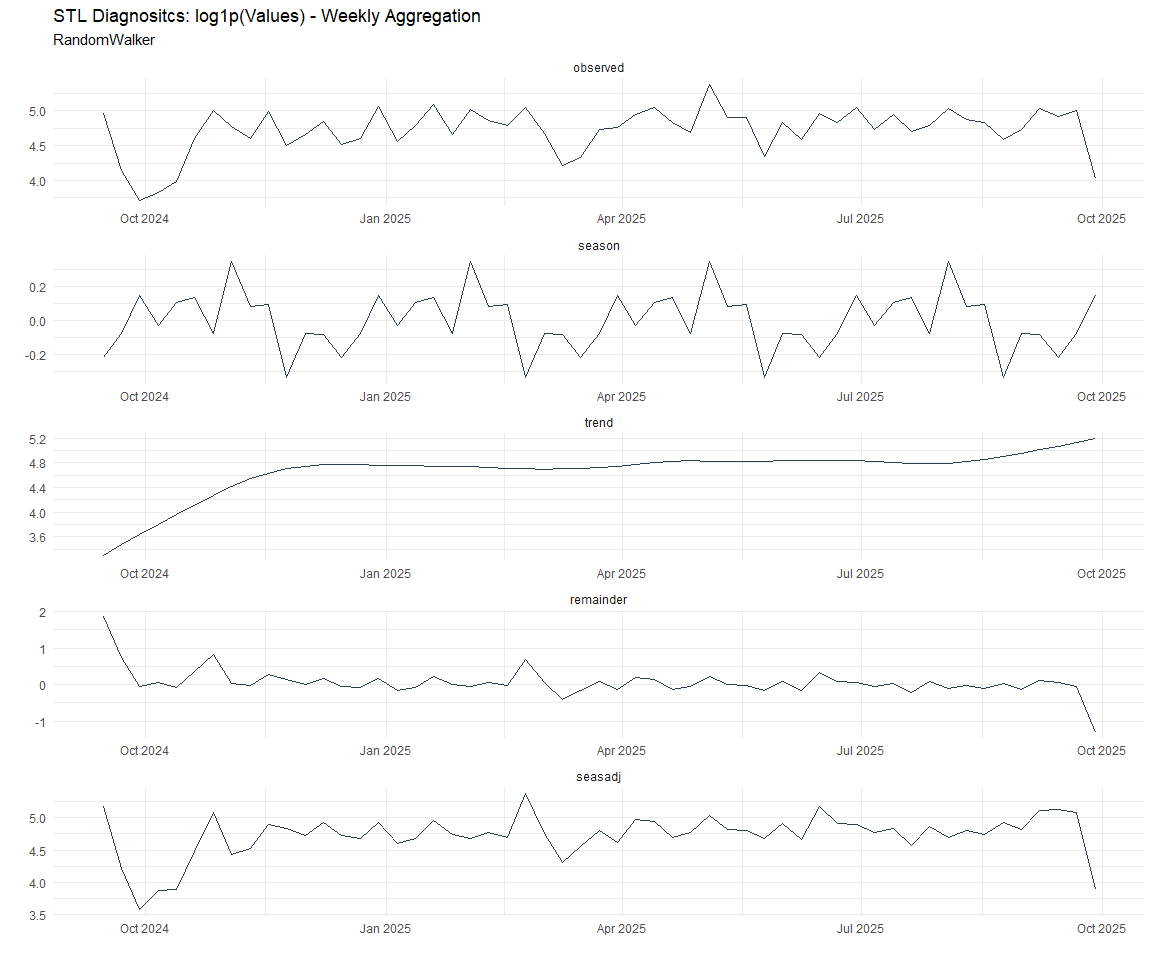 STL Diagnositcs: log1p(Values) - Weekly Aggregation
RandomWalker
observed
5.0
4.5
4.0
Oct 2024 Jan 2025 Apr 2025 Jul 2025 Oct 2025
season
0.2
0.0
-0.2
Oct 2024 Jan 2025 Apr 2025 Jul 2025 Oct 2025
trend
5.2
4.8
4.4
4.0
3.6
Oct 2024 Jan 2025 Apr 2025 Jul 2025 Oct 2025
remainder
2
1
0
-1
Oct 2024 Jan 2025 Apr 2025 Jul 2025 Oct 2025
seasadj
5.0
4.5
4.0
3.5
Oct 2024 Jan 2025 Apr 2025 Jul 2025 Oct 2025